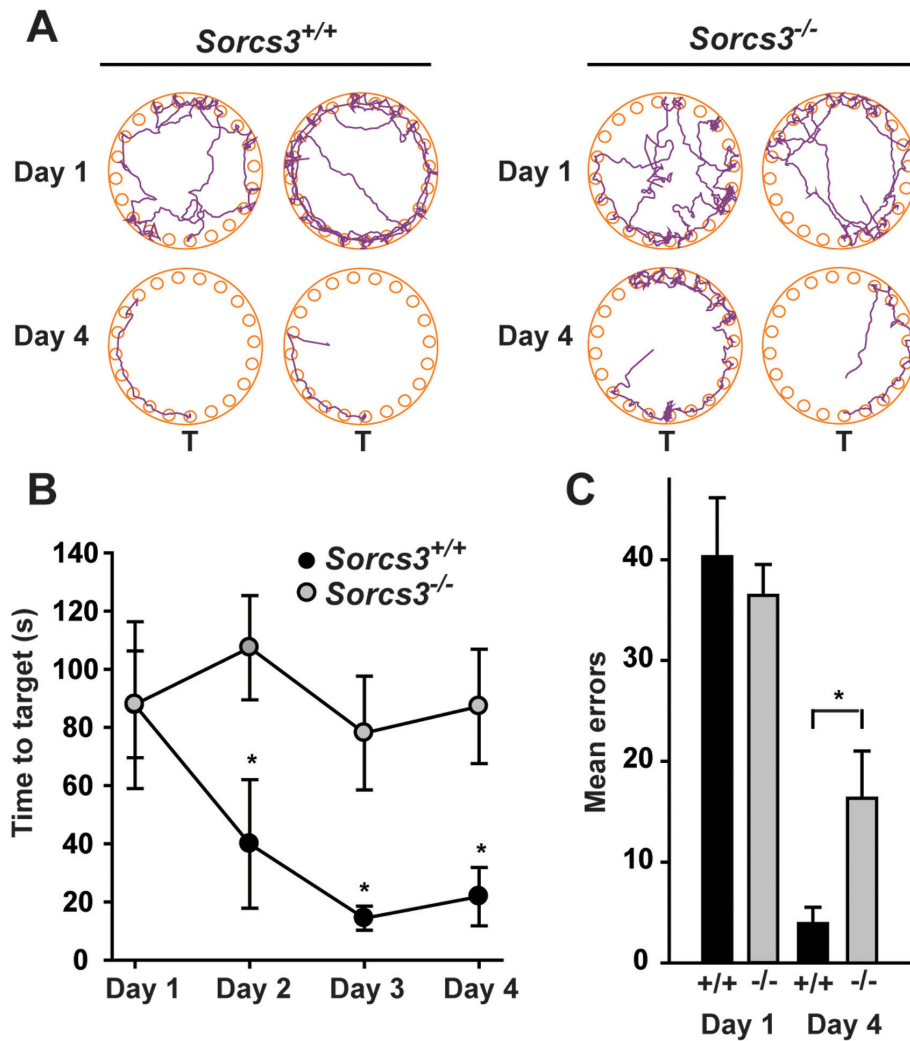 A
Sorcs3+/+
Sorcs3-/-
Day 1
Day 1
Day 4
Day 4
T
T
T
T
B
Time to target (s)
140
120
100
80
60
40
20
0
Sorcs3+/+
Sorcs3-/-
*
*
*
Day 1
Day 2
Day 3
Day 4
C
Mean errors
40
30
20
10
0
*
+/+ -/- +/+ -/-
Day 1 Day 4